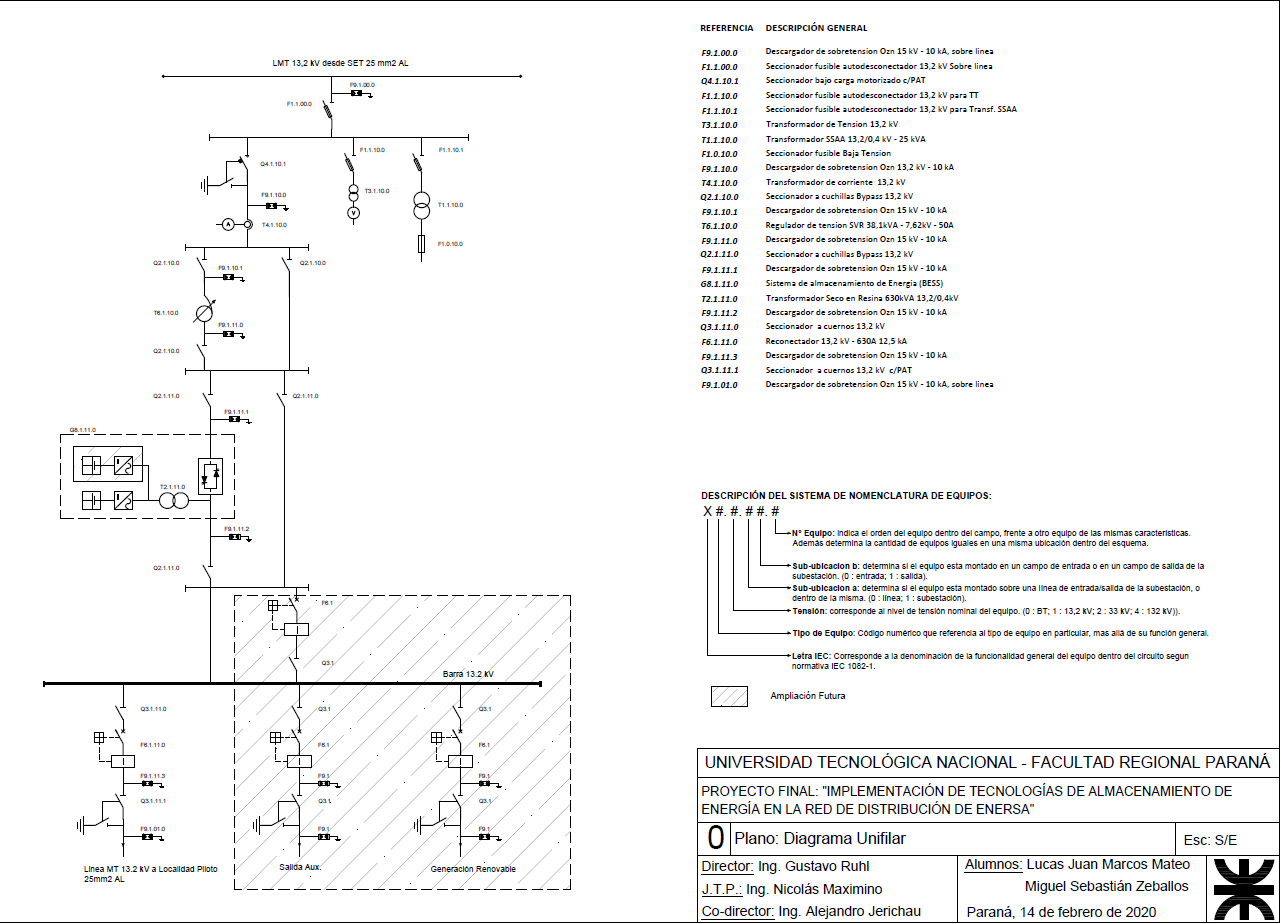 LMT 13,2 kV desde SET 25 mm2 AL
F9.1.00.0
F1.1.00.0
Q4.1.10.1
F1.1.10.0
F1.1.10.1
F9.1.10.0
T3.1.10.0
T1.1.10.0
A
T4.1.10.0
V
F1.0.10.0
Q2.1.10.0
F9.1.10.1
Q2.1.10.0
T6.1.10.0
F9.1.11.0
Q2.1.10.0
Q2.1.11.0
Q2.1.11.0
F9.1.11.1
G8.1.11.0
T2.1.11.0
F9.1.11.2
Q2.1.11.0
F6.1
Q3.1
Barra 13.2 kV
Q3.1.11.0
Q3.1
Q3.1
F6.1.11.0
F6.1
F6.1
F9.1.11.3
F9.1
F9.1
Q3.1.11.1
Q3.1.
Q3.1
F9.1.01.0
F9.1
F9.1
Linea MT 13.2 kV a Localidad Piloto
25mm2 AL
Salida Aux.
Generación Renovable
REFERENCIA DESCRIPCIÓN GENERAL
F9.1.00.0 Descargador de sobretension Ozn 15 kV - 10 kA, sobre linea
F1.1.00.0 Seccionador fusible autodesconectador 13,2 kV Sobre linea
Q4.1.10.1 Seccionador bajo carga motorizado c/PAT
F1.1.10.0 Seccionador fusible autodesconectador 13,2 kV para TT
F1.1.10.1 Seccionador fusible autodesconectador 13,2 kV para Transf. SSAA
T3.1.10.0 Transformador de Tension 13,2 kV
T1.1.10.0 Transformador SSAA 13,2/0,4 kV - 25 kVA
F1.0.10.0 Seccionador fusible Baja Tension
F9.1.10.0 Descargador de sobretension Ozn 13,2 kV - 10 kA
T4.1.10.0 Transformador de corriente 13,2 kV
Q2.1.10.0 Seccionador a cuchillas Bypass 13,2 kV
F9.1.10.1 Descargador de sobretension Ozn 15 kV - 10 kA
T6.1.10.0 Regulador de tension SVR 38,1kVA - 7,62kV - 50A
F9.1.11.0 Descargador de sobretension Ozn 15 kV - 10 kA
Q2.1.11.0 Seccionador a cuchillas Bypass 13,2 kV
F9.1.11.1 Descargador de sobretension Ozn 15 kV - 10 kA
G8.1.11.0 Sistema de almacenamiento de Energia (BESS)
T2.1.11.0 Transformador Seco en Resina 630kVA 13,2/0,4kV
F9.1.11.2 Descargador de sobretension Ozn 15 kV - 10 kA
Q3.1.11.0 Seccionador a cuernos 13,2 kV
F6.1.11.0 Reconectador 13,2 kV - 630A 12,5 kA
F9.1.11.3 Descargador de sobretension Ozn 15 kV - 10 kA
Q3.1.11.1 Seccionador a cuernos 13,2 kV c/PAT
F9.1.01.0 Descargador de sobretension Ozn 15 kV - 10 kA, sobre linea
DESCRIPCIÓN DEL SISTEMA DE NOMENCLATURA DE EQUIPOS:
X #. #. # #. #
N° Equipo: indica el orden del equipo dentro del campo, frente a otro equipo de las mismas caracteristicas.
Además determina la cantidad de equipos iguales en una misma ubicación dentro del esquema.
Sub-ubicacion b: determina si el equipo esta montado en un campo de entrada o en un campo de salida de la
subestación. (0 : entrada; 1 : salida).
Sub-ubicacion a: determina si el equipo esta montado sobre una línea de entrada/salida de la subestación, o
dentro de la misma. (0 : línea; 1 : subestación).
Tensión: corresponde al nivel de tensión nominal del equipo. (0 : BT; 1 : 13,2 kV; 2 : 33 kV; 4 : 132 kV)).
Tipo de Equipo: Código numérico que referencia al tipo de equipo en particular, mas allá de su función general.
Letra IEC: Corresponde a la denominación de la funcionalidad general del equipo dentro del circuito segun
normativa IEC 1082-1.
Ampliación Futura
UNIVERSIDAD TECNOLÓGICA NACIONAL - FACULTAD REGIONAL PARANÁ
PROYECTO FINAL: "IMPLEMENTACIÓN DE TECNOLOGÍAS DE ALMACENAMIENTO DE
ENERGÍA EN LA RED DE DISTRIBUCIÓN DE ENERSA"
0 Plano: Diagrama Unifilar
Esc: S/E
Director: Ing. Gustavo Ruhl
J.T.P.: Ing. Nicolás Maximino
Co-director: Ing. Alejandro Jerichau
Alumnos: Lucas Juan Marcos Mateo
Miguel Sebastián Zeballos
Paraná, 14 de febrero de 2020